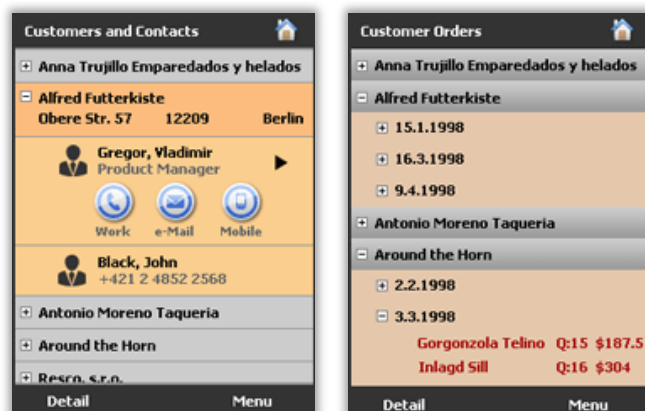 Customers and Contacts
Anna Trujillo Emparedados y helados
Alfred Futterkiste
Obere Str. 57 12209 Berlin
Gregor, Vladimir
Product Manager
Work e-Mail Mobile
Black, John
+421 2 4852 2568
Antonio Moreno Taqueria
Around the Horn
Resco, s.r.o.
Detail Menu
Customer Orders
Anna Trujillo Emparedados y helados
Alfred Futterkiste
15.1.1998
16.3.1998
9.4.1998
Antonio Moreno Taqueria
Around the Horn
2.2.1998
3.3.1998
Gorgonzola Telino Q:15 $187.5
Inlagd Sill Q:16 $304
Detail Menu